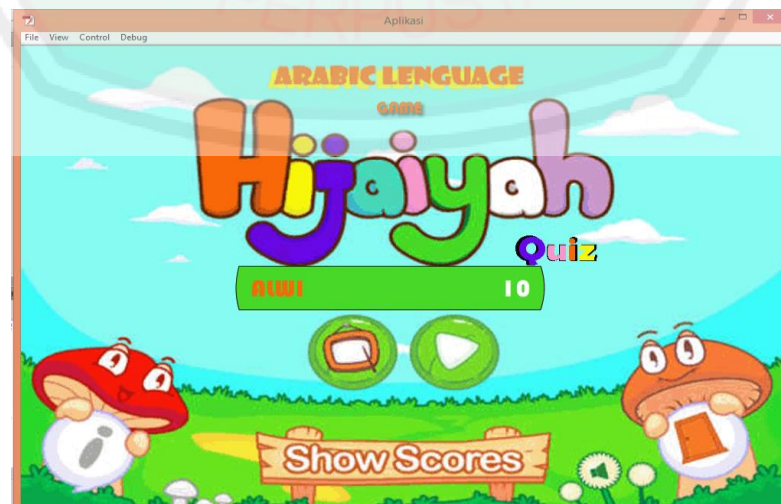 Aplikasi
File View Control Debug
ARABIC LENGUAGE
GAME
Hijaiyah
Quiz
ALWI 10
Show Scores